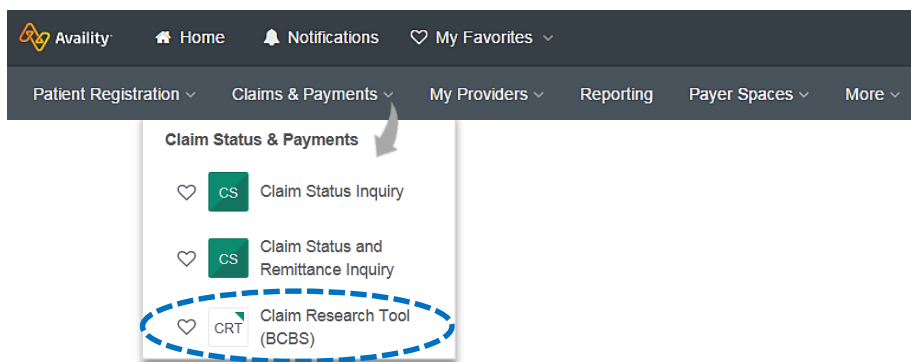 Availity Home Notifications My Favorites
Patient Registration Claims & Payments My Providers Reporting Payer Spaces More
Claim Status & Payments
CS Claim Status Inquiry
CS Claim Status and
Remittance Inquiry
CRT Claim Research Tool
(BCBS)